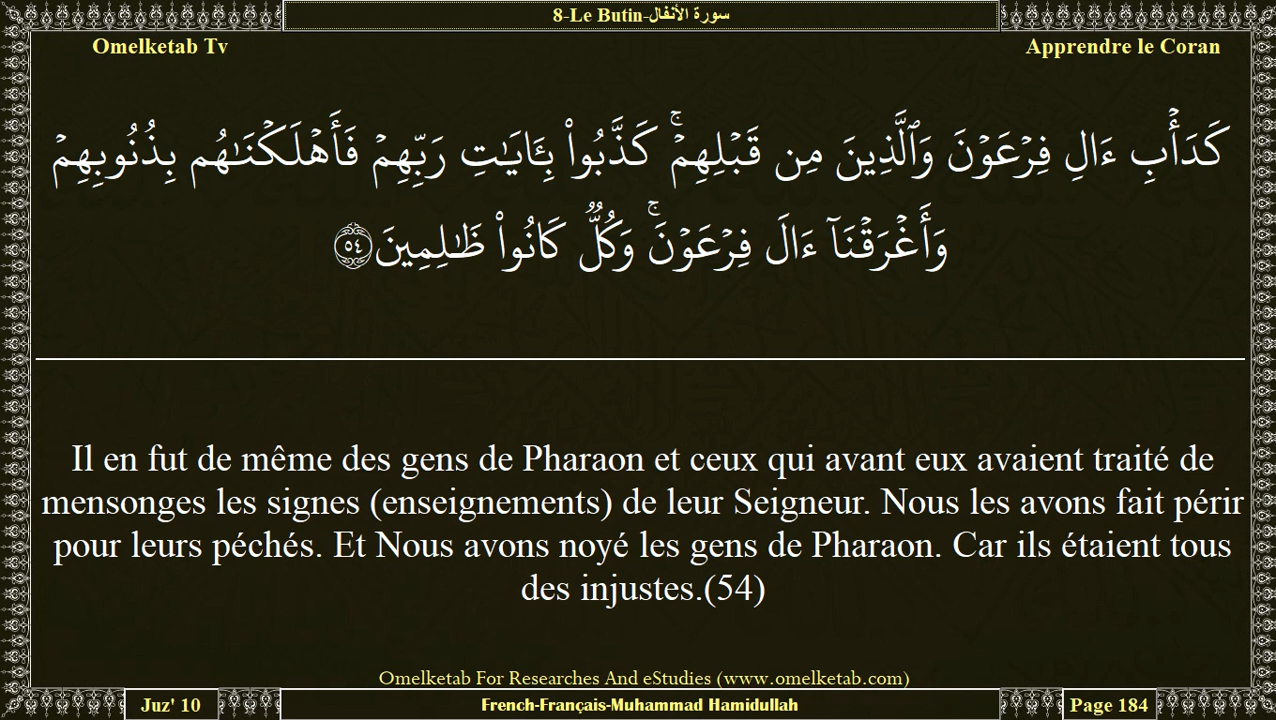 8-Le Butin-سورة الأنفال
Omelketab Tv
Apprendre le Coran
كَدَأۡبِ ءَالِ فِرۡعَوۡنَ وَٱلَّذِينَ مِن قَبۡلِهِمۡۚ كَذَّبُواْ بِـَٔايَٰتِ رَبِّهِمۡ فَأَهۡلَكۡنَٰهُم بِذُنُوبِهِمۡ
وَأَغۡرَقۡنَآ ءَالَ فِرۡعَوۡنَۚ وَكُلّٞ كَانُواْ ظَٰلِمِينَ ٥٤
Il en fut de même des gens de Pharaon et ceux qui avant eux avaient traité de
mensonges les signes (enseignements) de leur Seigneur. Nous les avons fait périr
pour leurs péchés. Et Nous avons noyé les gens de Pharaon. Car ils étaient tous
des injustes.(54)
Omelketab For Researches And eStudies (www.omelketab.com)
Juz' 10
French-Français-Muhammad Hamidullah
Page 184